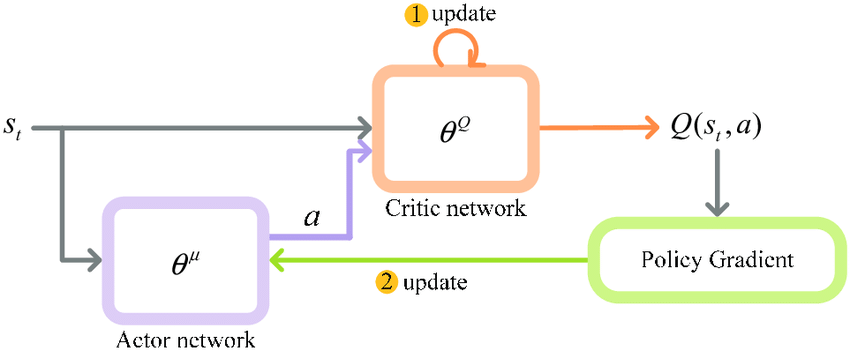 1 update
s_t
θ^Q
Q(s_t, a)
Critic network
a
θ^μ
Policy Gradient
2 update
Actor network